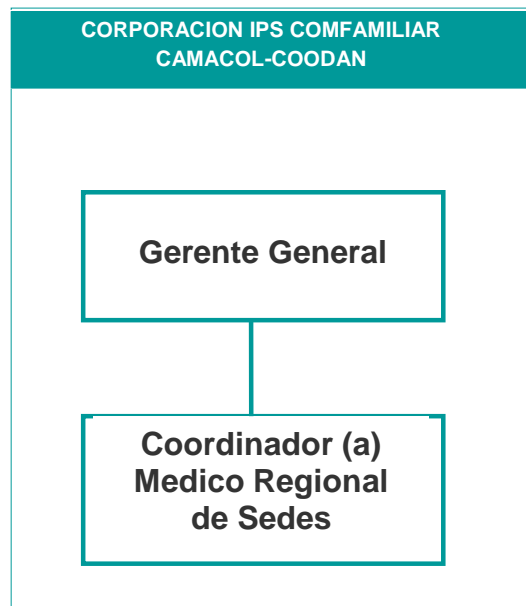 CORPORACION IPS COMFAMILIAR
CAMACOL-COODAN
Gerente General
Coordinador (a)
Medico Regional
de Sedes